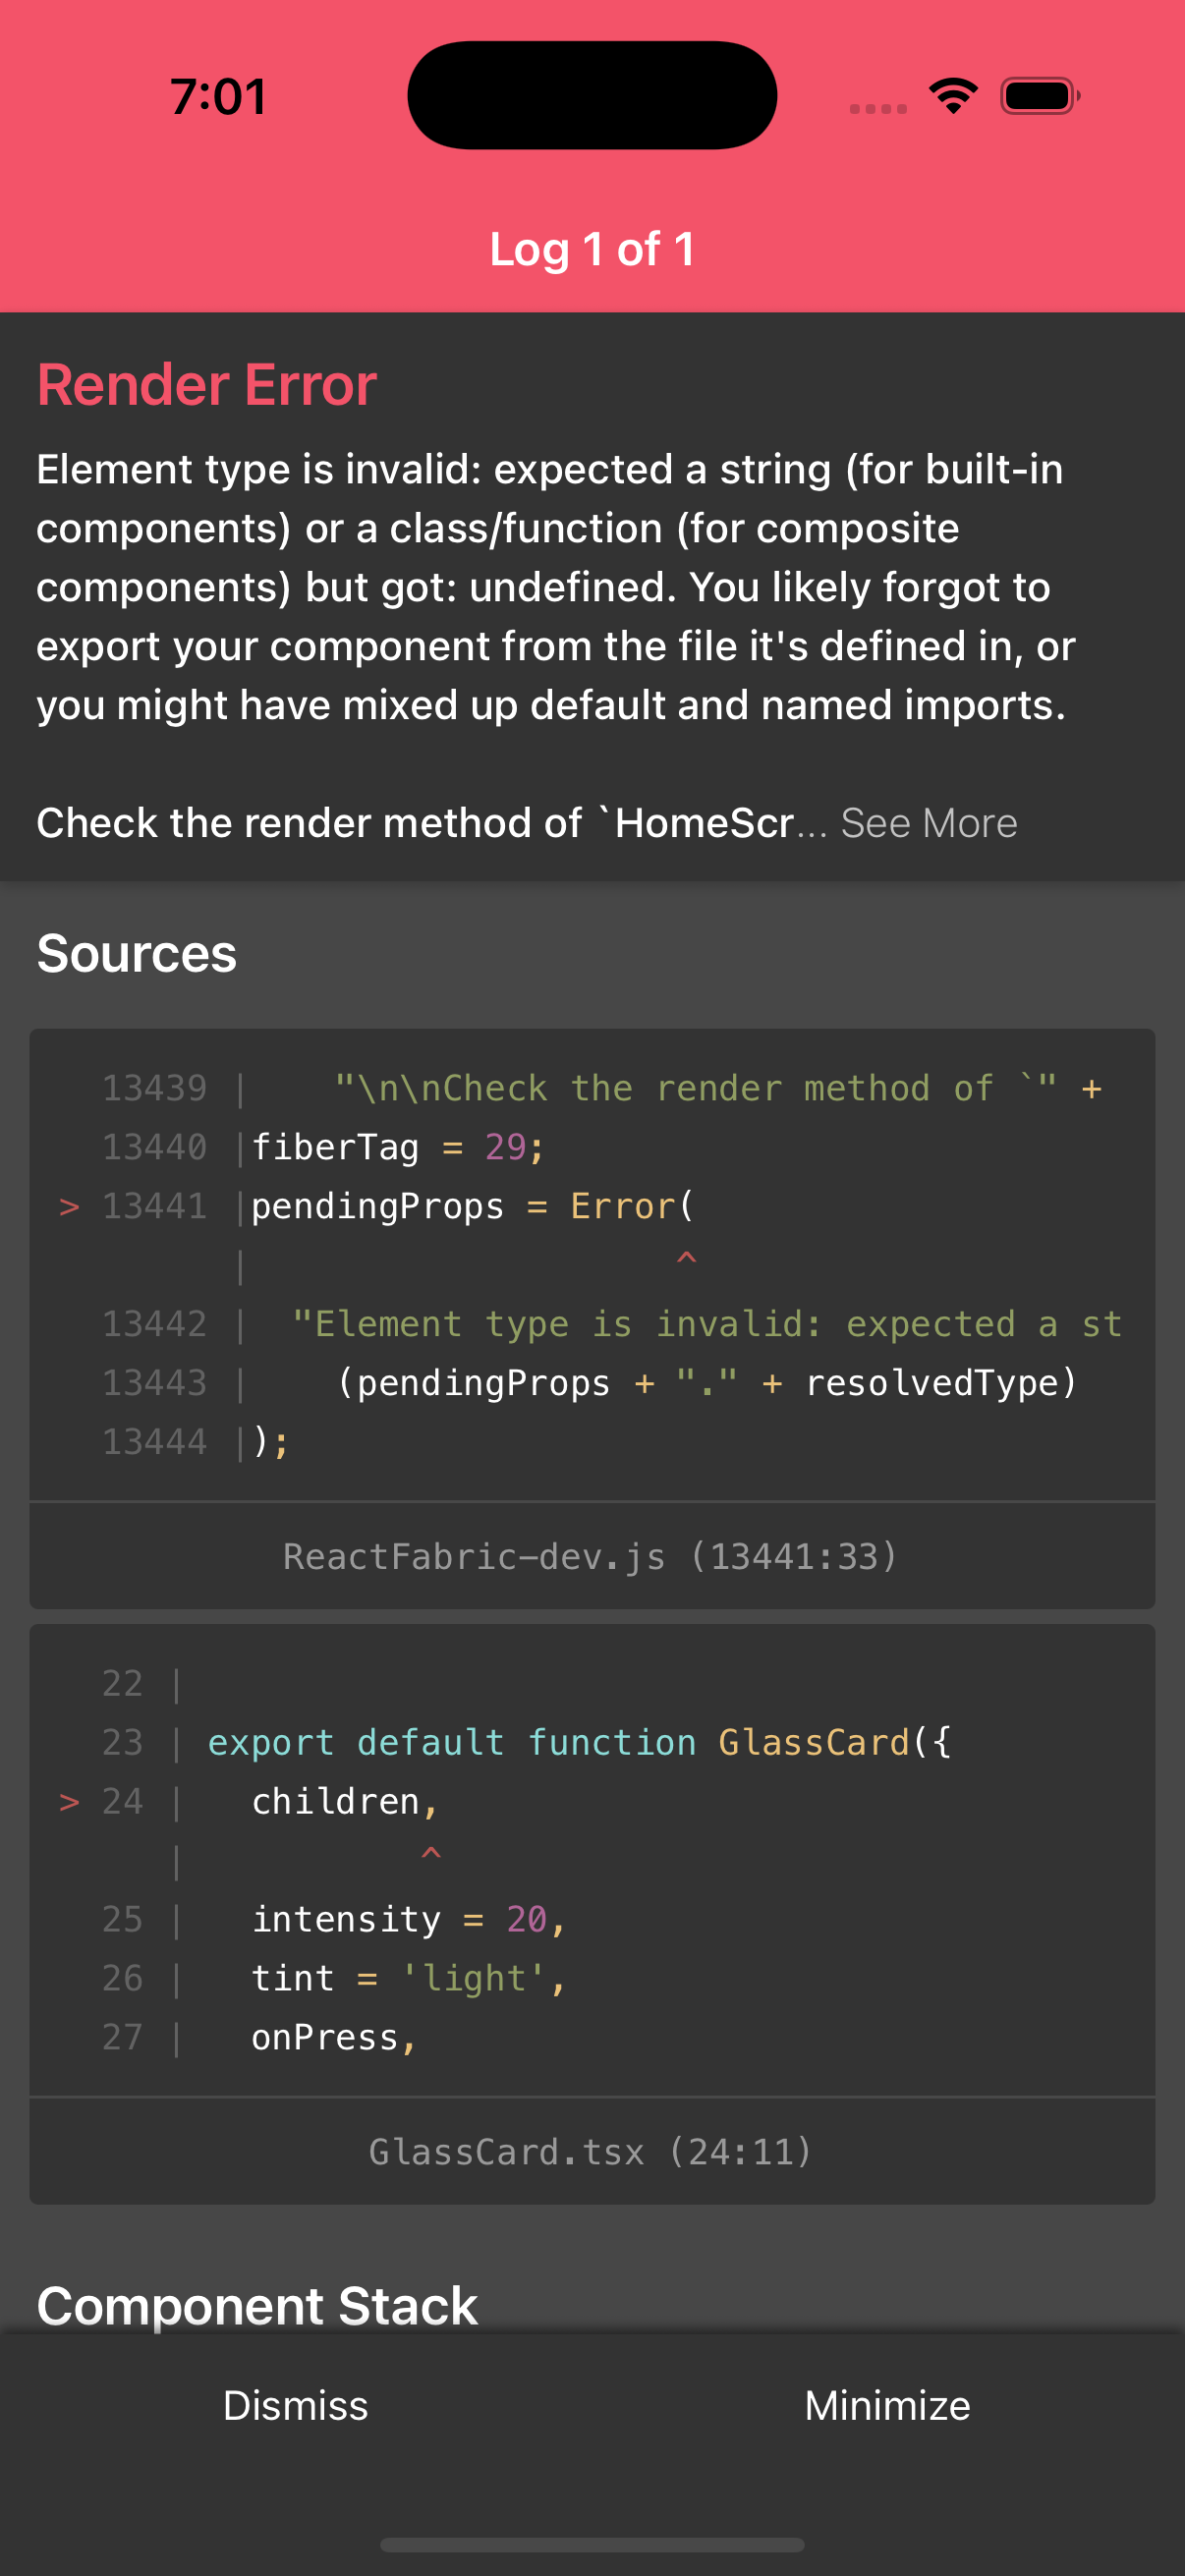 7:01
Log 1 of 1
Render Error
Element type is invalid: expected a string (for built-in
components) or a class/function (for composite
components) but got: undefined. You likely forgot to
export your component from the file it's defined in, or
you might have mixed up default and named imports.
Check the render method of `HomeScr... See More
Sources
13439 |    "\n\nCheck the render method of `" +
13440 |fiberTag = 29;
> 13441 |pendingProps = Error(
|                    ^
13442 |  "Element type is invalid: expected a st
13443 |    (pendingProps + "." + resolvedType)
13444 |);
ReactFabric-dev.js (13441:33)
22 |
23 | export default function GlassCard({
> 24 |   children,
|           ^
25 |   intensity = 20,
26 |   tint = 'light',
27 |   onPress,
GlassCard.tsx (24:11)
Component Stack
Dismiss
Minimize